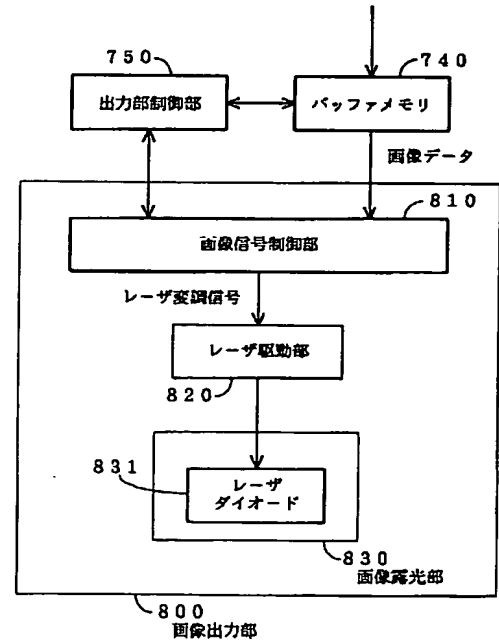 750
740
出力部制御部
バッファメモリ
画像データ
810
画像信号制御部
レーザ変調信号
レーザ駆動部
820
831
レーザ
ダイオード
830
画像露光部
800
画像出力部